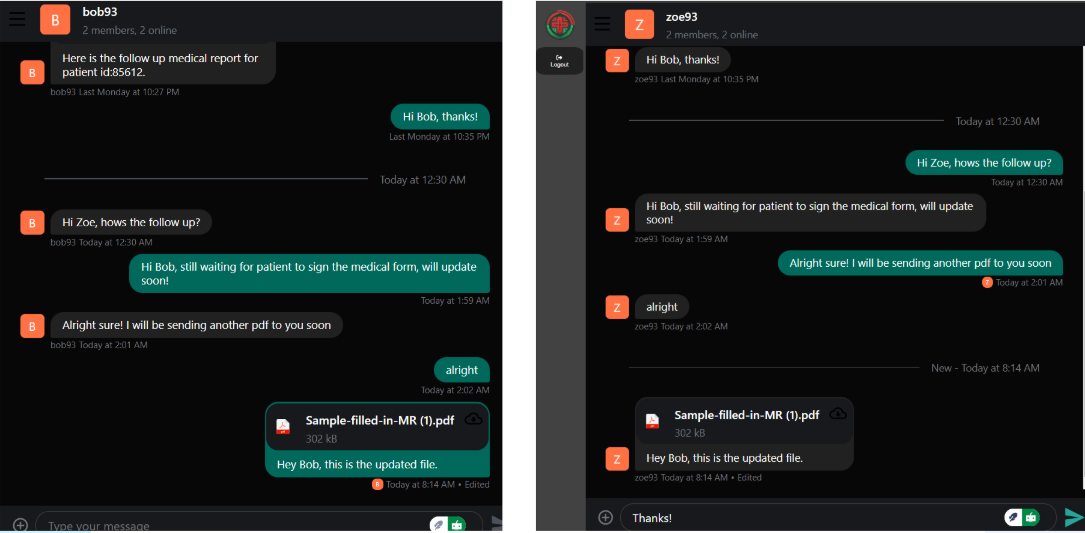 B
bob93
2 members, 2 online
Here is the follow up medical report for
patient id:85612.
B
bob93 Last Monday at 10:27 PM
Hi Bob, thanks!
Last Monday at 10:35 PM
Today at 12:30 AM
Hi Zoe, hows the follow up?
B
bob93 Today at 12:30 AM
Hi Bob, still waiting for patient to sign the medical form, will update
soon!
Today at 1:59 AM
Alright sure! I will be sending another pdf to you soon
B
bob93 Today at 2:01 AM
alright
Today at 2:02 AM
Sample-filled-in-MR (1).pdf
302 kB
Hey Bob, this is the updated file.
B Today at 8:14 AM • Edited
Type your message
Logout
Z
zoe93
2 members, 2 online
Hi Bob, thanks!
Z
zoe93 Last Monday at 10:35 PM
Today at 12:30 AM
Hi Zoe, hows the follow up?
Today at 12:30 AM
Hi Bob, still waiting for patient to sign the medical form, will update
soon!
Z
zoe93 Today at 1:59 AM
Alright sure! I will be sending another pdf to you soon
Z Today at 2:01 AM
alright
Z
zoe93 Today at 2:02 AM
New - Today at 8:14 AM
Sample-filled-in-MR (1).pdf
302 kB
Hey Bob, this is the updated file.
Z
zoe93 Today at 8:14 AM • Edited
Thanks!